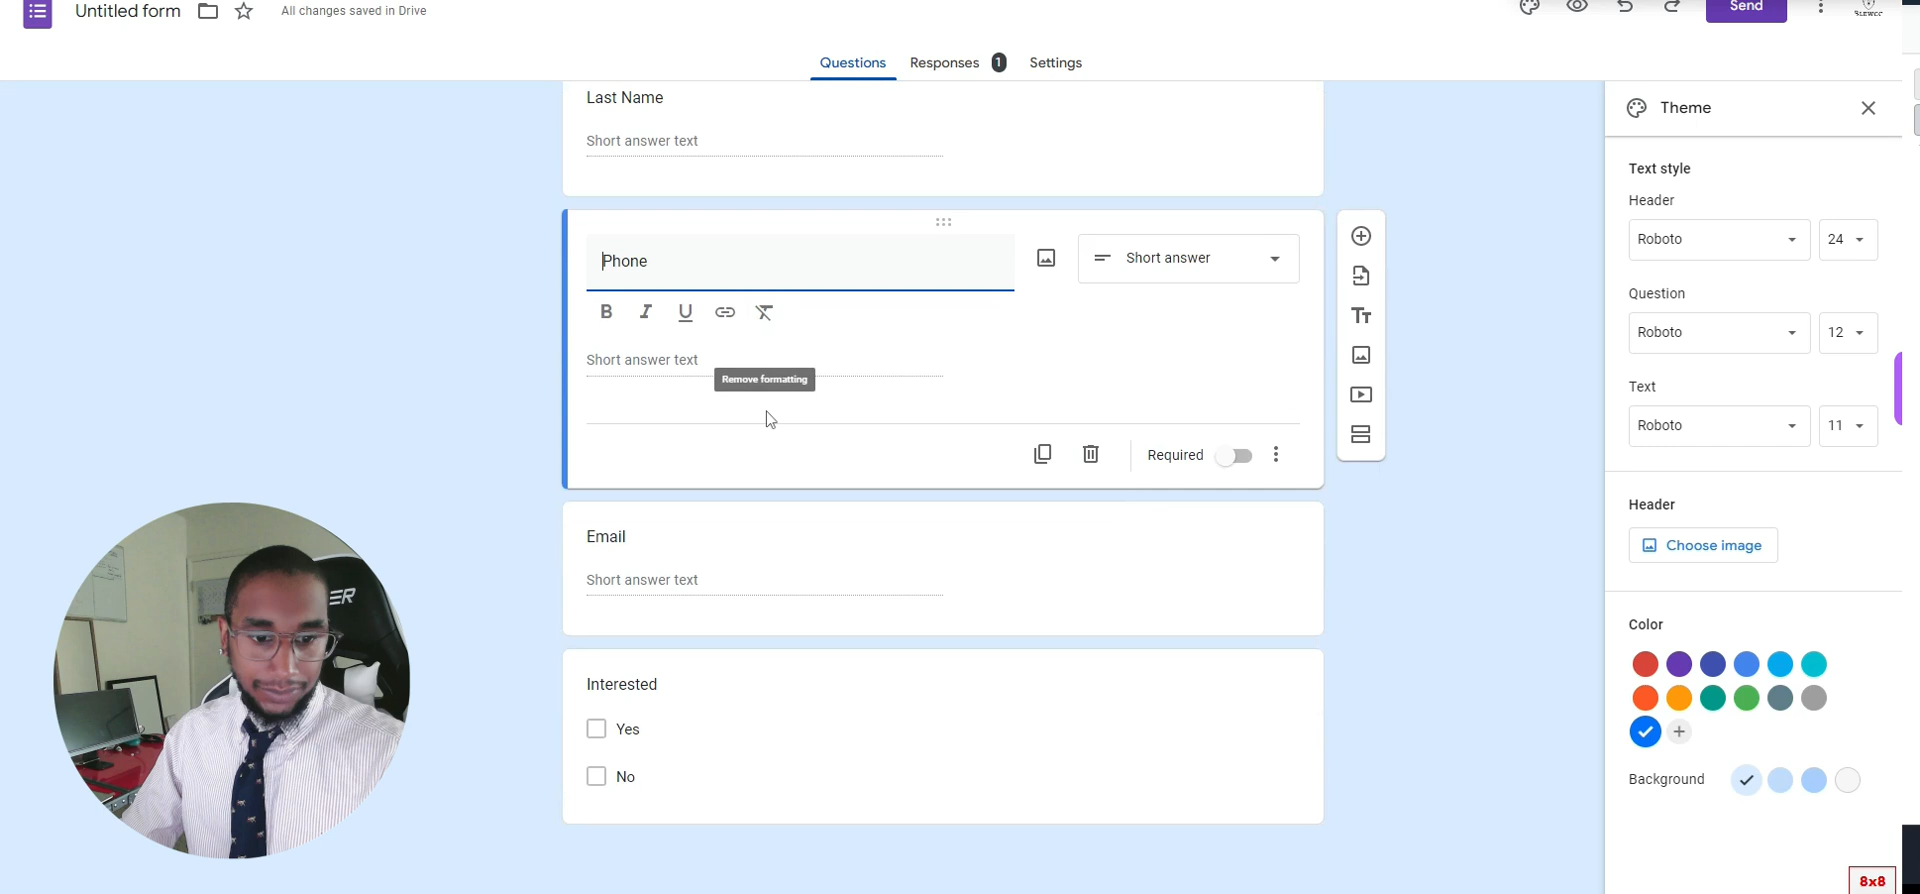 Untitled form
All changes saved in Drive
Send
Questions
Responses 1
Settings
Last Name
Short answer text
Phone
Short answer
B I U
Short answer text
Remove formatting
Required
Email
Short answer text
Interested
Yes
No
Theme
Text style
Header
Roboto 24
Question
Roboto 12
Text
Roboto 11
Header
Choose image
Color
Background
8x8